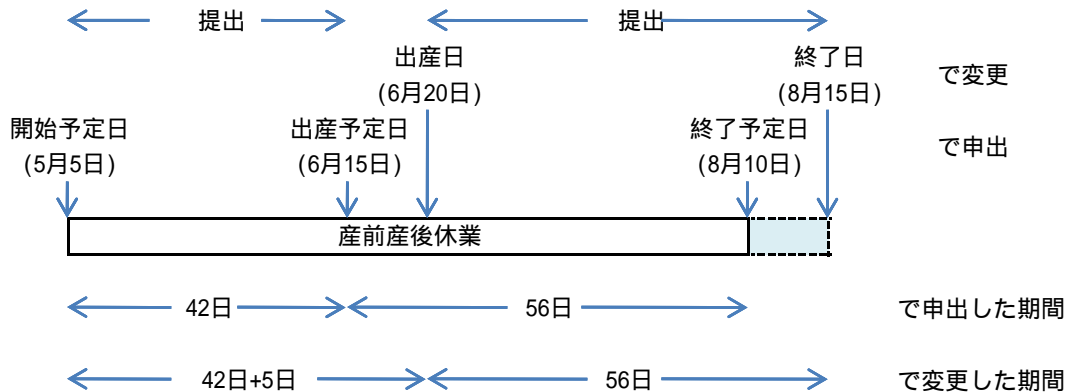 提出
提出
出産日
(6月20日)
終了日
(8月15日)
で変更
開始予定日
(5月5日)
出産予定日
(6月15日)
終了予定日
(8月10日)
で申出
産前産後休業
42日
56日
で申出した期間
42日+5日
56日
で変更した期間